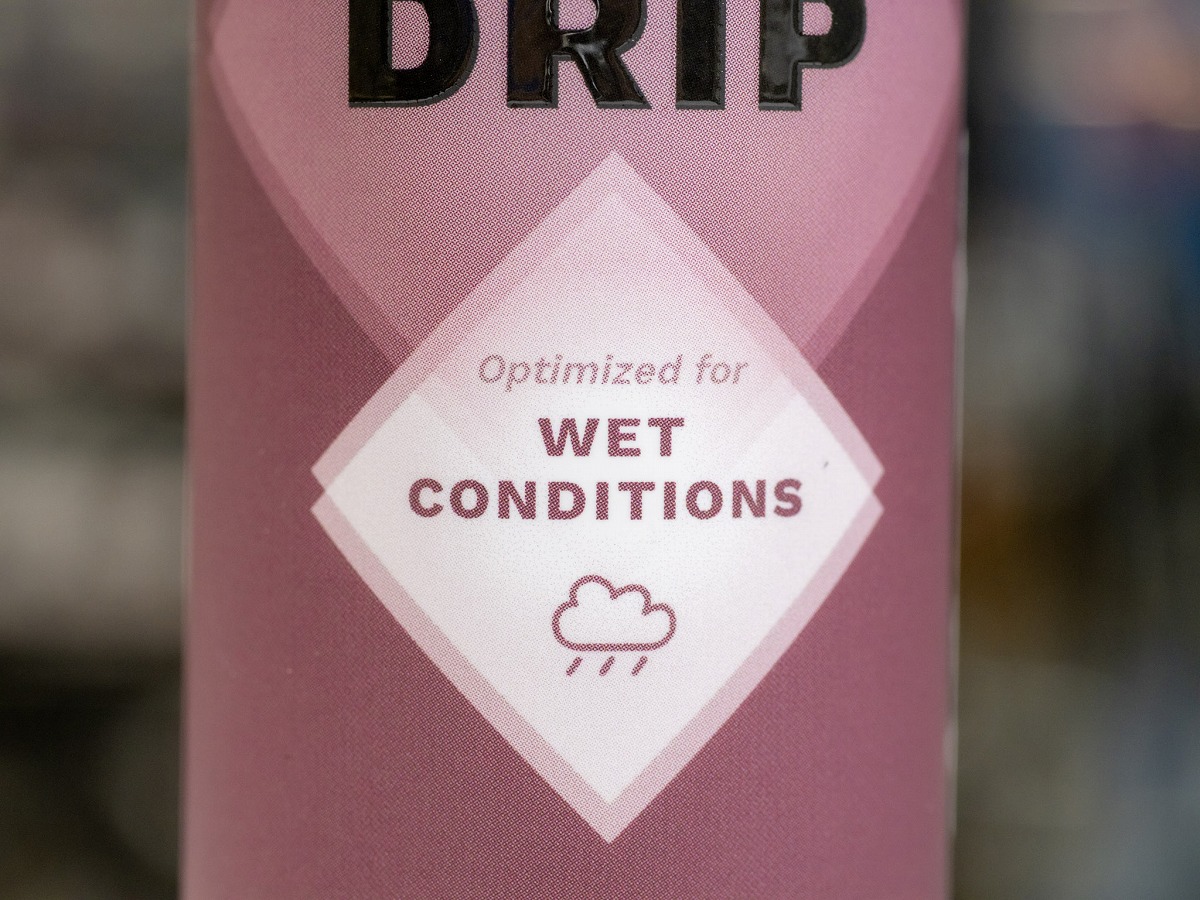 DRIP
Optimized for
WET
CONDITIONS